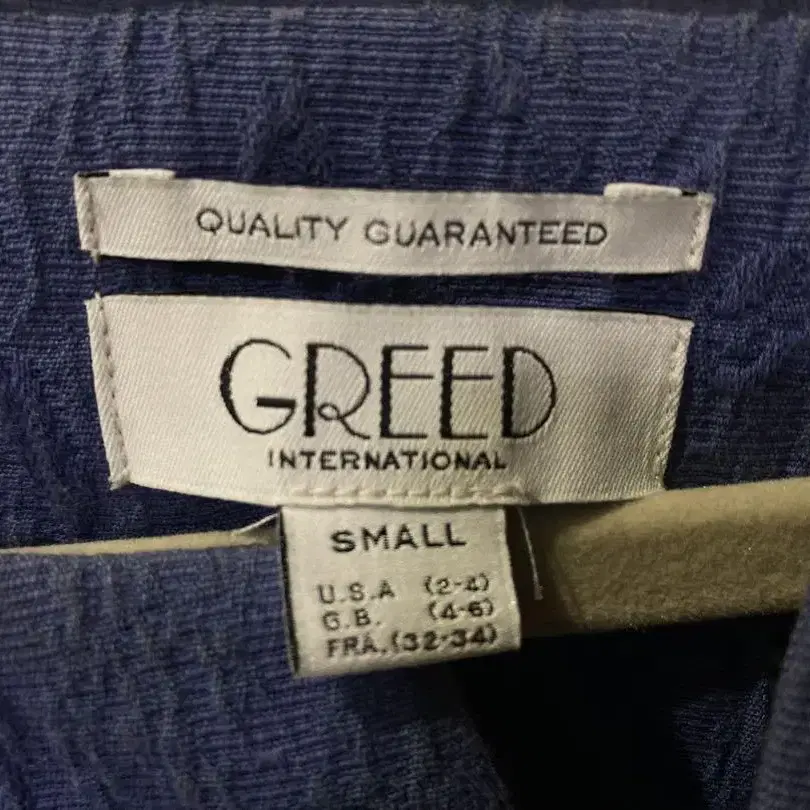 QUALITY GUARANTEED
GREED
INTERNATIONAL
SMALL
U.S.A (2-4)
G.B. (4-6)
FRA.(32-34)